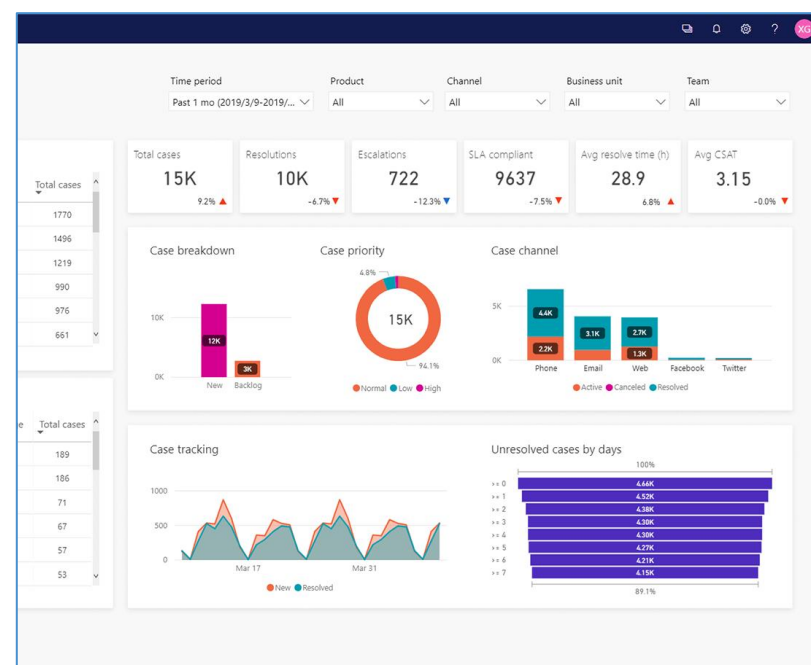 ? XG
Time period Product Channel Business unit Team
Past 1 mo (2019/3/9-2019/... All All All All
Total cases Resolutions Escalations SLA compliant Avg resolve time (h) Avg CSAT
15K 10K 722 9637 28.9 3.15
9.2% -6.7% -12.3% -7.5% 6.8% -0.0%
Total cases
1770
1496
1219
990
976
661
Case breakdown
10K
0K
12K
3K
New Backlog
Case priority
4.8%
15K
94.1%
Normal Low High
Case channel
5K
0K
4.4K
2.2K
3.1K
2.7K
1.3K
Phone Email Web Facebook Twitter
Active Canceled Resolved
e Total cases
189
186
71
67
57
53
Case tracking
1000
500
0
Mar 17 Mar 31
New Resolved
Unresolved cases by days
100%
>= 0 4.66K
>= 1 4.52K
>= 2 4.38K
>= 3 4.30K
>= 4 4.30K
>= 5 4.27K
>= 6 4.21K
>= 7 4.15K
89.1%